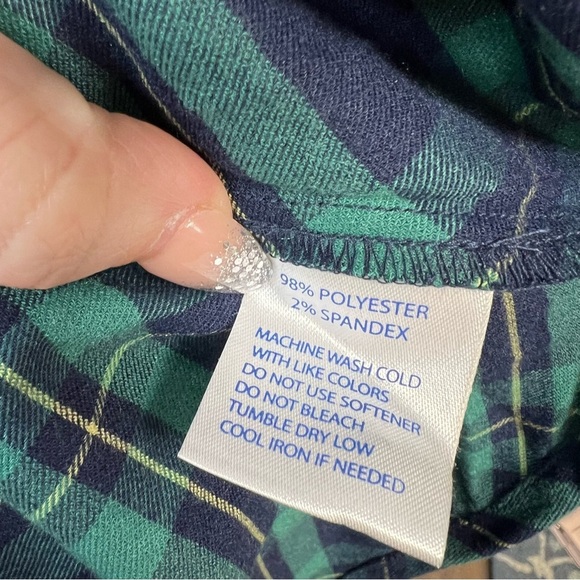 98% POLYESTER
2% SPANDEX
MACHINE WASH COLD
WITH LIKE COLORS
DO NOT USE SOFTENER
DO NOT BLEACH
TUMBLE DRY LOW
COOL IRON IF NEEDED